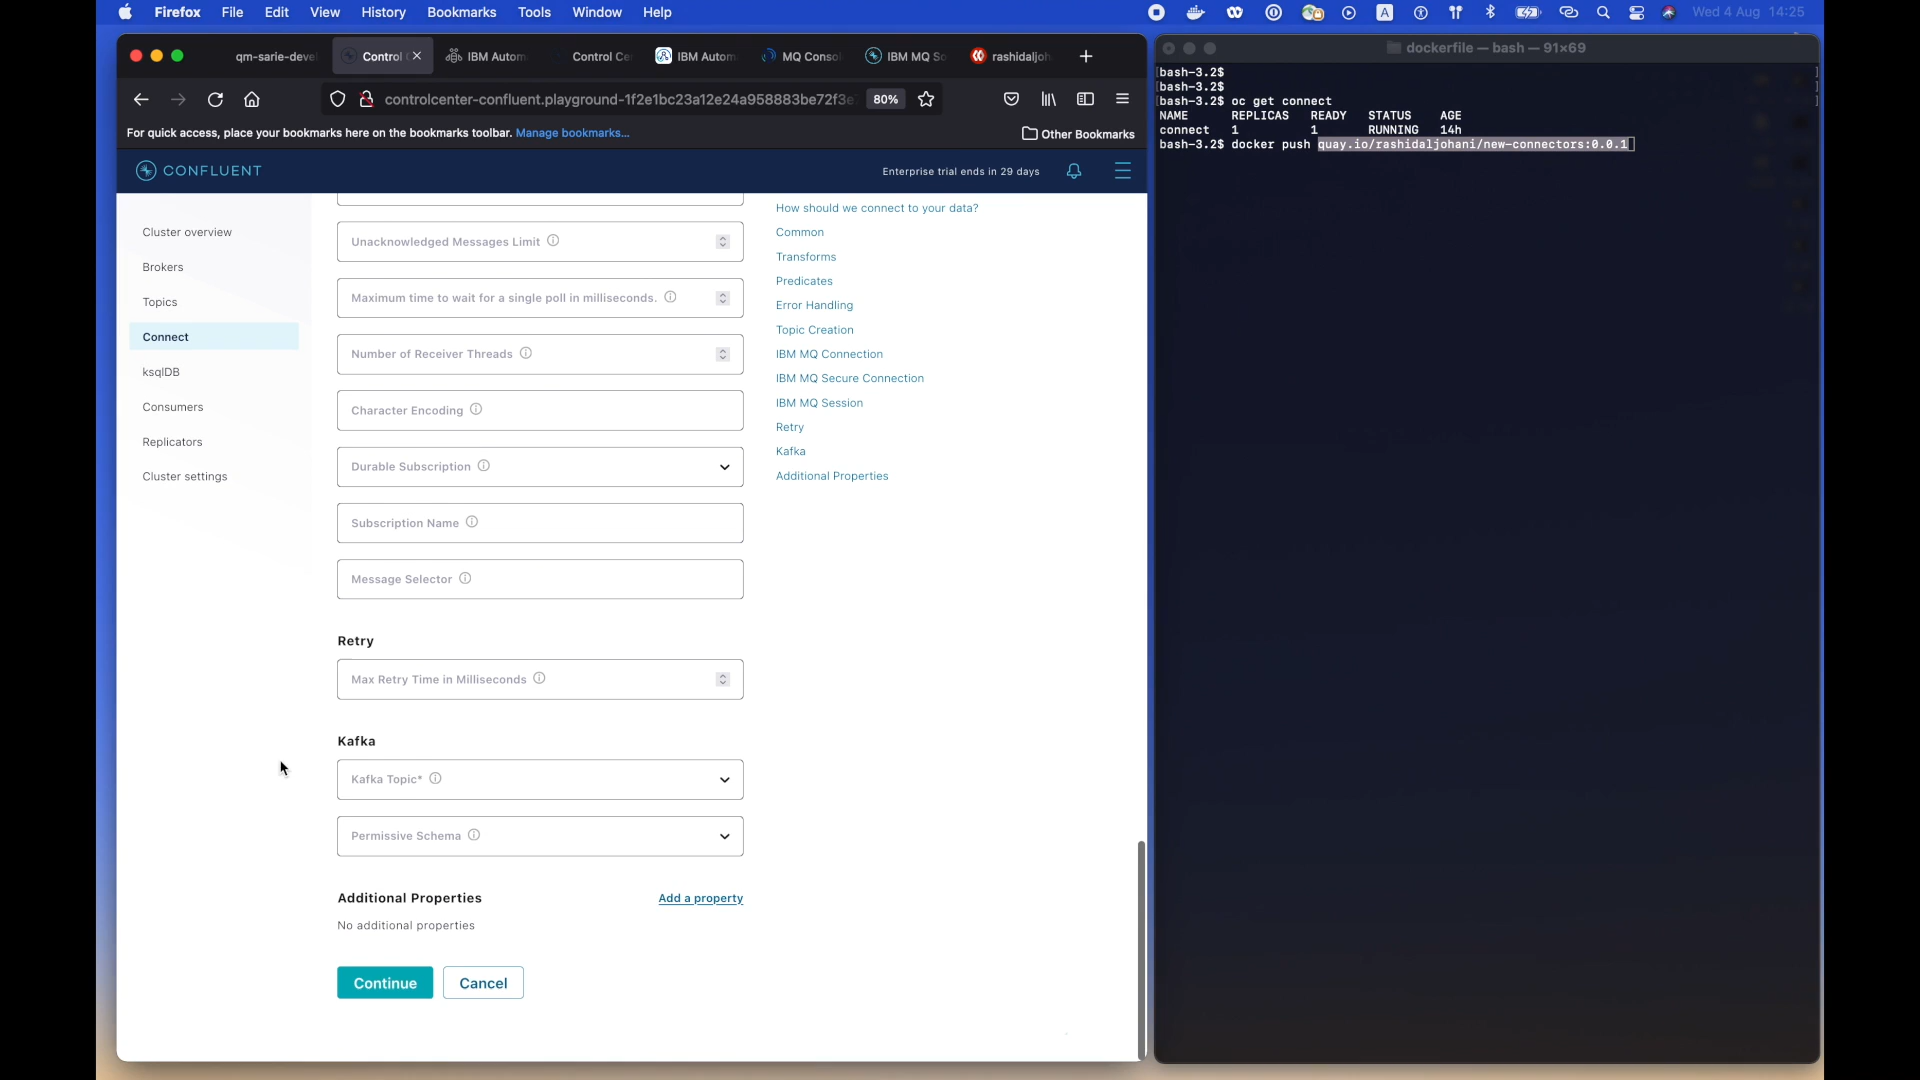 Firefox File Edit View History Bookmarks Tools Window Help
A
Wed 4 Aug 14:25
qm-sarie-devel
Control C
IBM Autom
Control Cen
IBM Autom
MQ Consol
IBM MQ So
rashidaljoh
controlcenter-confluent.playground-1f2e1bc23a12e24a958883be72f3e
80%
For quick access, place your bookmarks here on the bookmarks toolbar. Manage bookmarks...
Other Bookmarks
CONFLUENT
Enterprise trial ends in 29 days
Cluster overview
Brokers
Topics
Connect
ksqlDB
Consumers
Replicators
Cluster settings
Unacknowledged Messages Limit
Maximum time to wait for a single poll in milliseconds.
Number of Receiver Threads
Character Encoding
Durable Subscription
Subscription Name
Message Selector
Retry
Max Retry Time in Milliseconds
Kafka
Kafka Topic*
Permissive Schema
Additional Properties
Add a property
No additional properties
Continue
Cancel
How should we connect to your data?
Common
Transforms
Predicates
Error Handling
Topic Creation
IBM MQ Connection
IBM MQ Secure Connection
IBM MQ Session
Retry
Kafka
Additional Properties
dockerfile — bash — 91×69
bash-3.2$
bash-3.2$
bash-3.2$ oc get connect
NAME REPLICAS READY STATUS AGE
connect 1 1 RUNNING 14h
bash-3.2$ docker push quay.io/rashidaljohani/new-connectors:0.0.1